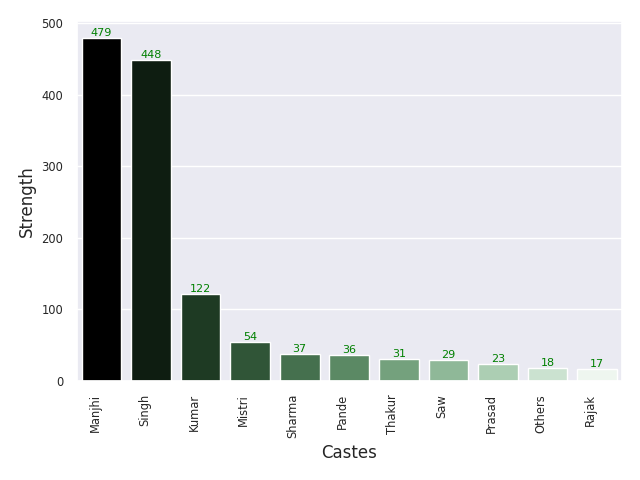 500
400
300
200
100
0
Strength
479
448
122
54
37
36
31
29
23
18
17
Manjhi
Singh
Kumar
Mistri
Sharma
Pande
Thakur
Saw
Prasad
Others
Rajak
Castes